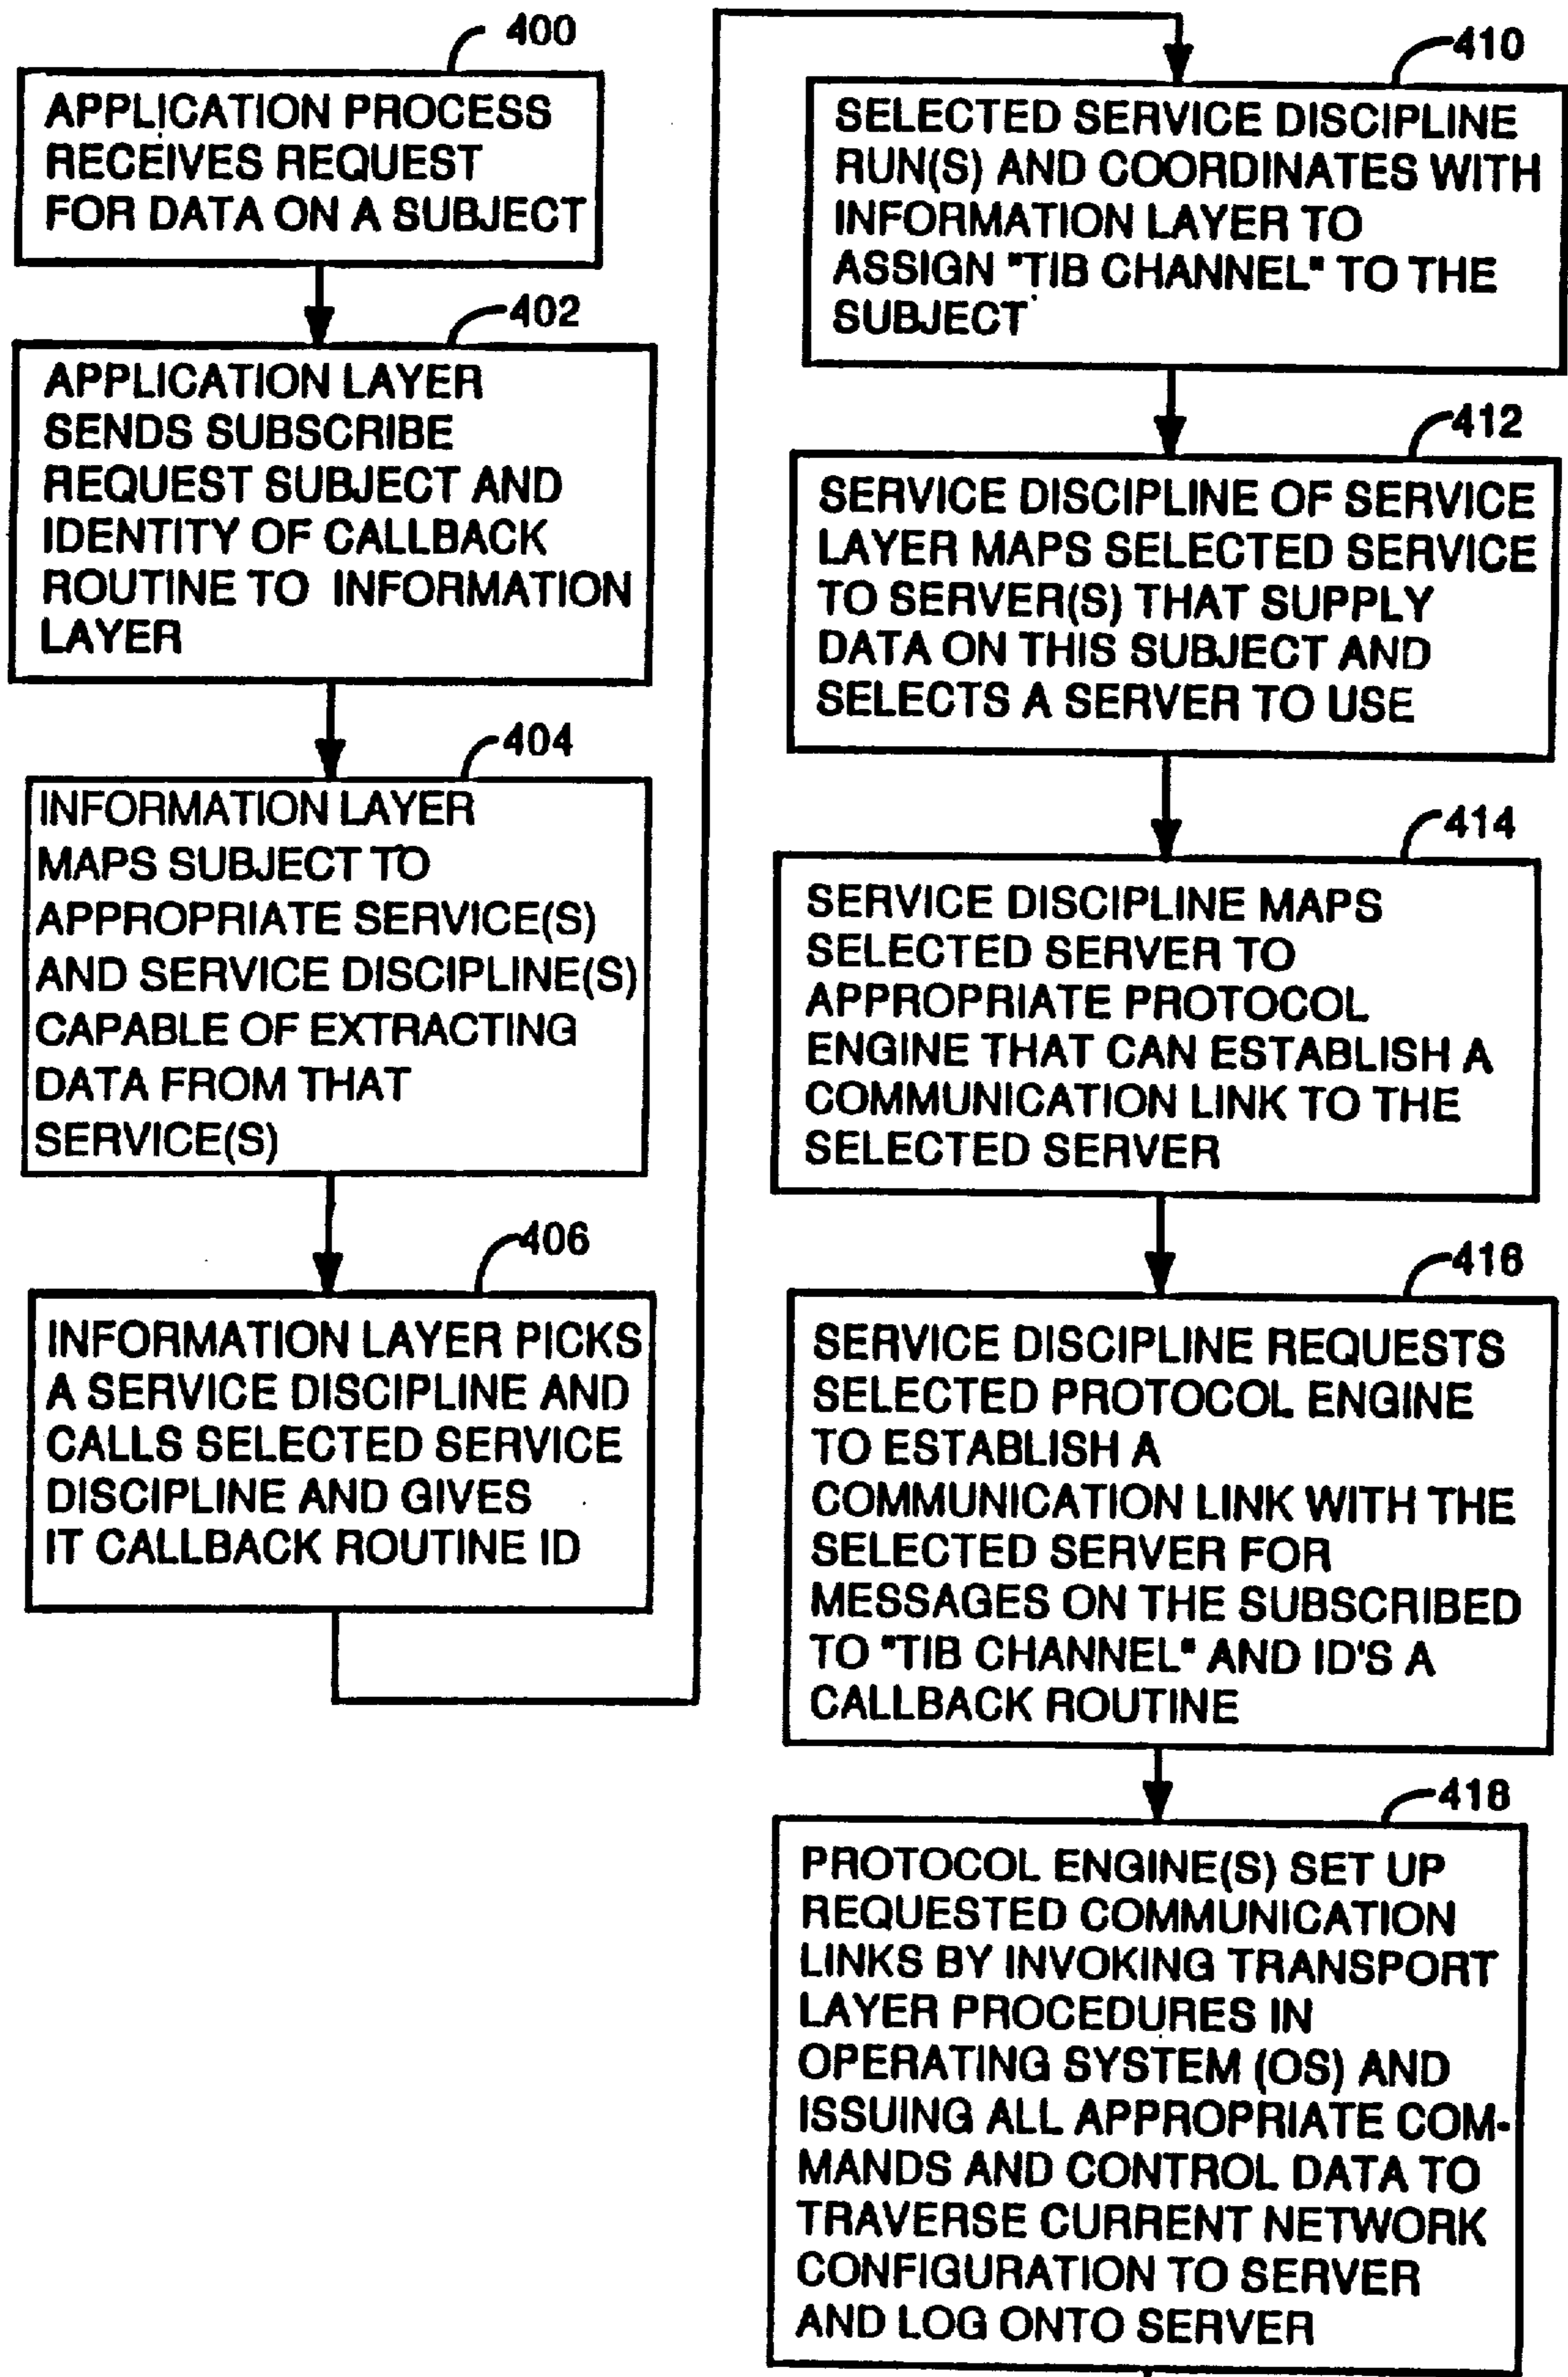 400
APPLICATION PROCESS
RECEIVES REQUEST
FOR DATA ON A SUBJECT
402
APPLICATION LAYER
SENDS SUBSCRIBE
REQUEST SUBJECT AND
IDENTITY OF CALLBACK
ROUTINE TO INFORMATION
LAYER
404
INFORMATION LAYER
MAPS SUBJECT TO
APPROPRIATE SERVICE(S)
AND SERVICE DISCIPLINE(S)
CAPABLE OF EXTRACTING
DATA FROM THAT
SERVICE(S)
406
INFORMATION LAYER PICKS
A SERVICE DISCIPLINE AND
CALLS SELECTED SERVICE
DISCIPLINE AND GIVES
IT CALLBACK ROUTINE ID
410
SELECTED SERVICE DISCIPLINE
RUN(S) AND COORDINATES WITH
INFORMATION LAYER TO
ASSIGN "TIB CHANNEL" TO THE
SUBJECT
412
SERVICE DISCIPLINE OF SERVICE
LAYER MAPS SELECTED SERVICE
TO SERVER(S) THAT SUPPLY
DATA ON THIS SUBJECT AND
SELECTS A SERVER TO USE
414
SERVICE DISCIPLINE MAPS
SELECTED SERVER TO
APPROPRIATE PROTOCOL
ENGINE THAT CAN ESTABLISH A
COMMUNICATION LINK TO THE
SELECTED SERVER
416
SERVICE DISCIPLINE REQUESTS
SELECTED PROTOCOL ENGINE
TO ESTABLISH A
COMMUNICATION LINK WITH THE
SELECTED SERVER FOR
MESSAGES ON THE SUBSCRIBED
TO "TIB CHANNEL" AND ID'S A
CALLBACK ROUTINE
418
PROTOCOL ENGINE(S) SET UP
REQUESTED COMMUNICATION
LINKS BY INVOKING TRANSPORT
LAYER PROCEDURES IN
OPERATING SYSTEM (OS) AND
ISSUING ALL APPROPRIATE COM-
MANDS AND CONTROL DATA TO
TRAVERSE CURRENT NETWORK
CONFIGURATION TO SERVER
AND LOG ONTO SERVER